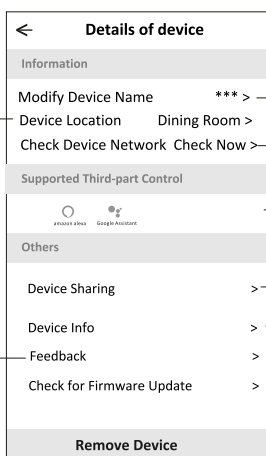 Details of device
Information
Modify Device Name *** >
Device Location Dining Room >
Check Device Network Check Now >
Supported Third-part Control
amazon alexa Google Assistant
Others
Device Sharing >
Device Info >
Feedback >
Check for Firmware Update >
Remove Device